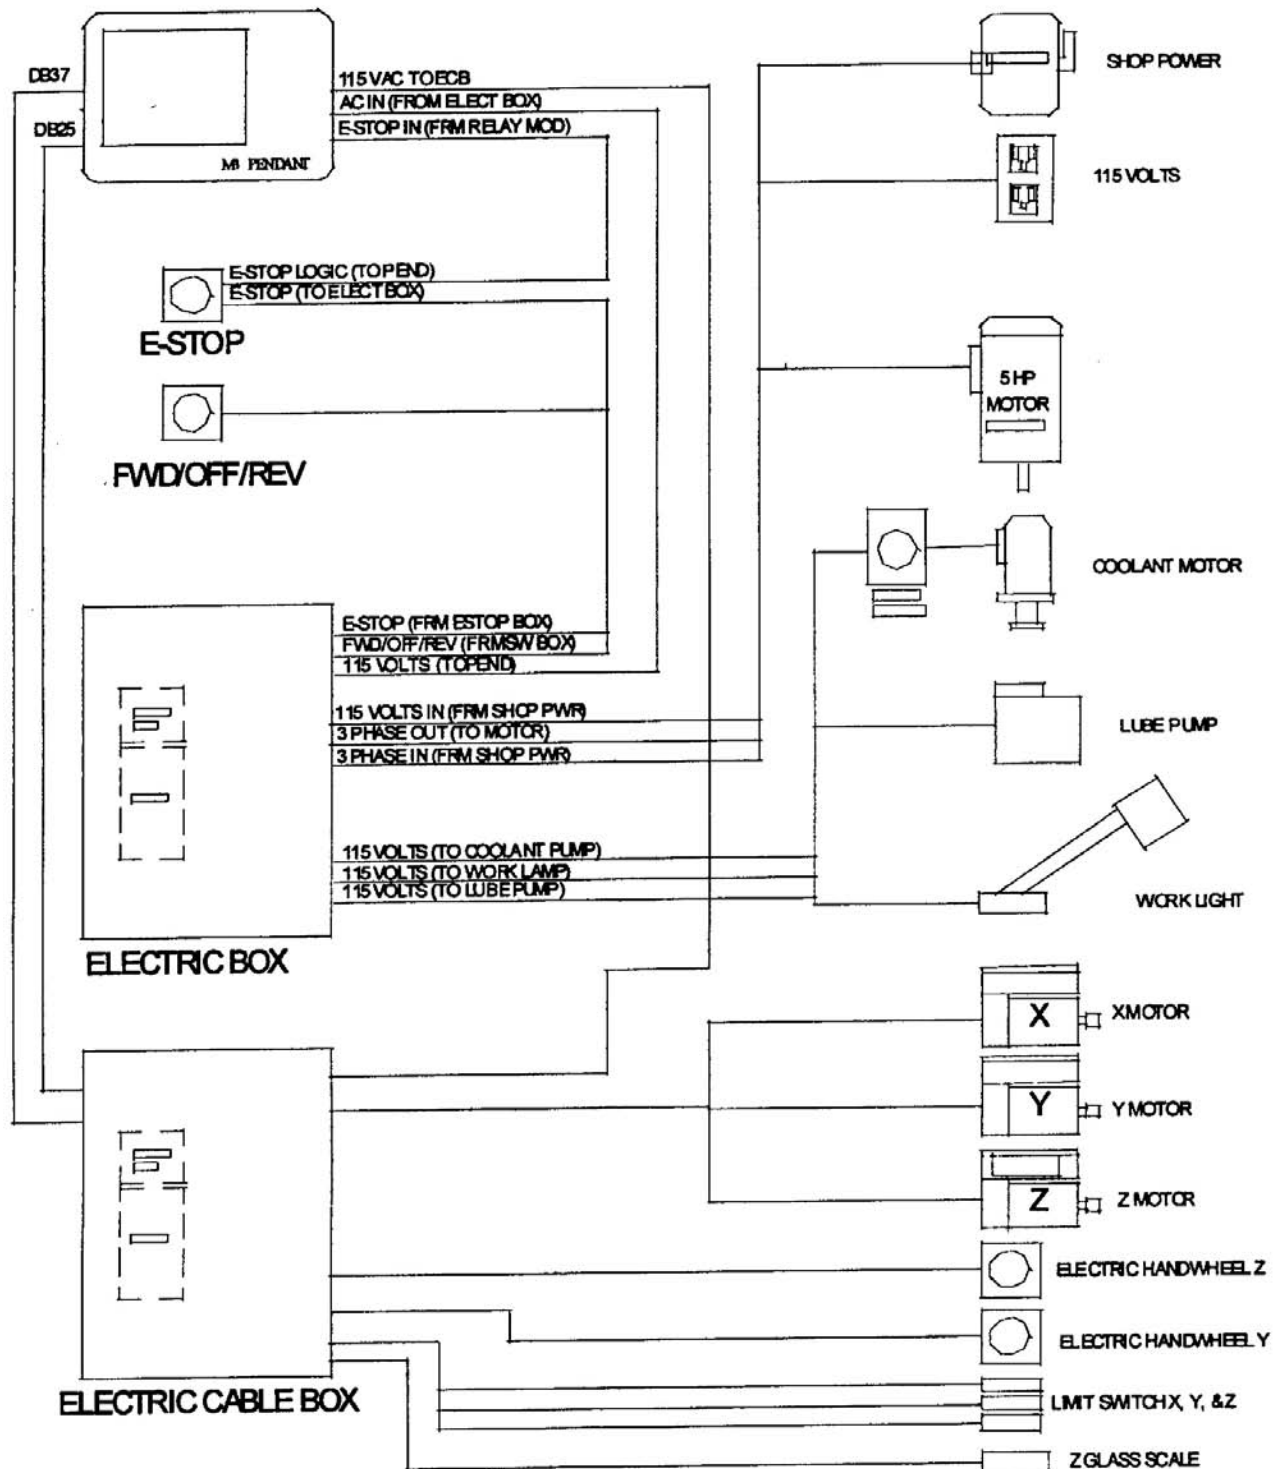 DB37
DB25
115 VAC TO ECB
AC IN (FROM ELECT BOX)
E-STOP IN (FRM RELAY MOD)
M8 PENDANT
SHOP POWER
115 VOLTS
E-STOP LOGIC (TO PEND)
E-STOP (TO ELECT BOX)
E-STOP
5 HP
MOTOR
FWD/OFF/REV
COOLANT MOTOR
E-STOP (FRM ESTOP BOX)
FWD/OFF/REV (FRM SW BOX)
115 VOLTS (TO PEND)
115 VOLTS IN (FRM SHOP PWR)
3 PHASE OUT (TO MOTOR)
3 PHASE IN (FRM SHOP PWR)
LUBE PUMP
115 VOLTS (TO COOLANT PUMP)
115 VOLTS (TO WORK LAMP)
115 VOLTS (TO LUBE PUMP)
WORK LIGHT
ELECTRIC BOX
X
X MOTOR
Y
Y MOTOR
Z
Z MOTOR
ELECTRIC HANDWHEEL Z
ELECTRIC HANDWHEEL Y
ELECTRIC CABLE BOX
LIMIT SWITCH X, Y, & Z
Z GLASS SCALE